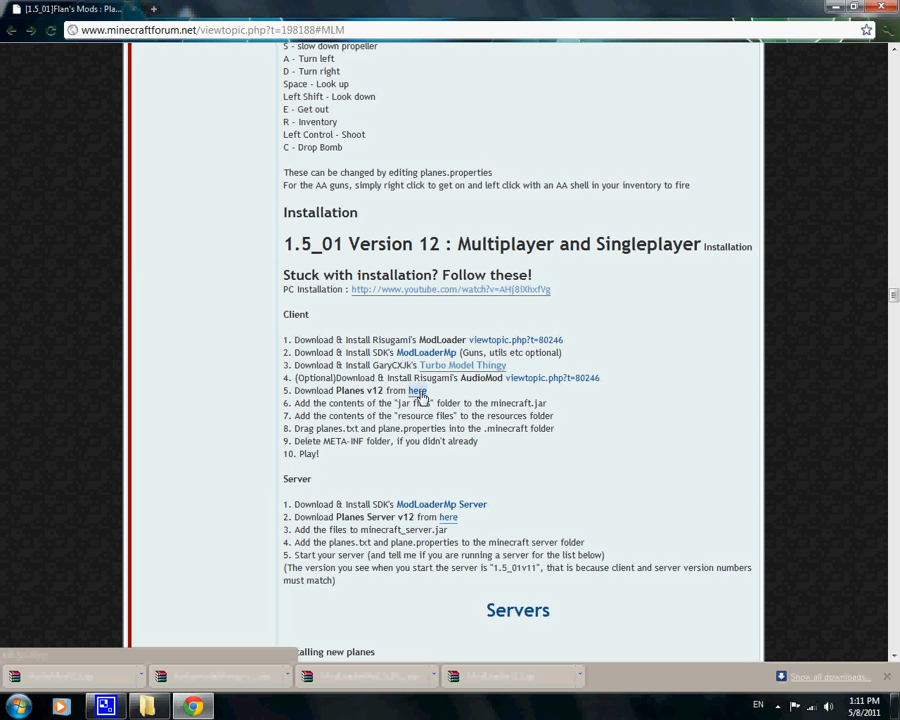 [1.5_01]Flan's Mods : Pla...
www.minecraftforum.net/viewtopic.php?t=198188#MLM
S - slow down propeller
A - Turn left
D - Turn right
Space - Look up
Left Shift - Look down
E - Get out
R - Inventory
Left Control - Shoot
C - Drop Bomb
These can be changed by editing planes.properties
For the AA guns, simply right click to get on and left click with an AA shell in your inventory to fire
Installation
1.5_01 Version 12 : Multiplayer and Singleplayer Installation
Stuck with installation? Follow these!
PC Installation : http://www.youtube.com/watch?v=AHj8lXhxfVg
Client
1. Download & Install Risugami's ModLoader viewtopic.php?t=80246
2. Download & Install SDK's ModLoaderMp (Guns, utils etc optional)
3. Download & Install GaryCXJk's Turbo Model Thingy
4. (Optional)Download & Install Risugami's AudioMod viewtopic.php?t=80246
5. Download Planes v12 from here
6. Add the contents of the "jar files" folder to the minecraft.jar
7. Add the contents of the "resource files" to the resources folder
8. Drag planes.txt and plane.properties into the .minecraft folder
9. Delete META-INF folder, if you didn't already
10. Play!
Server
1. Download & Install SDK's ModLoaderMp Server
2. Download Planes Server v12 from here
3. Add the files to minecraft_server.jar
4. Add the planes.txt and plane.properties to the minecraft server folder
5. Start your server (and tell me if you are running a server for the list below)
(The version you see when you start the server is "1.5_01v11", that is because client and server version numbers
must match)
Servers
talling new planes
Show all downloads...
EN
1:11 PM
5/8/2011